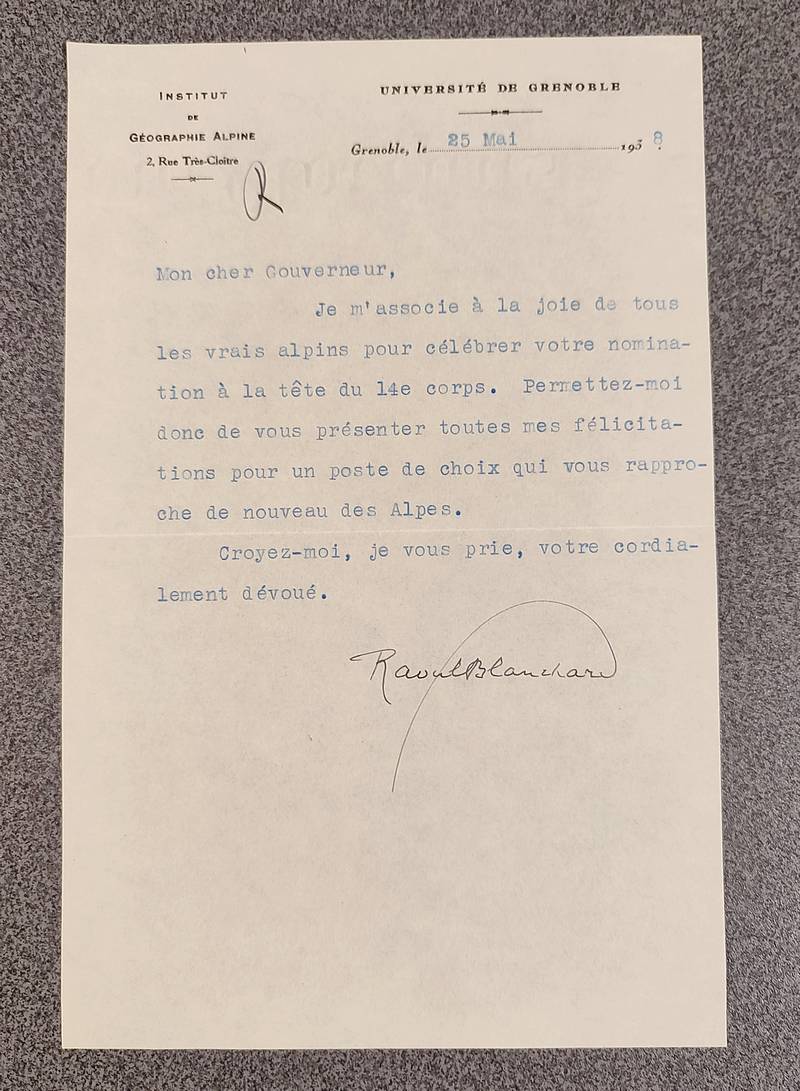 INSTITUT
DE
GÉOGRAPHIE ALPINE
2, Rue Très-Cloître
UNIVERSITÉ DE GRENOBLE
Grenoble, le 25 Mai 1938
R
Mon cher Gouverneur,
Je m'associe à la joie de tous
les vrais alpins pour célébrer votre nomina-
tion à la tête du 14e corps. Permettez-moi
donc de vous présenter toutes mes félicita-
tions pour un poste de choix qui vous rappro-
che de nouveau des Alpes.
Croyez-moi, je vous prie, votre cordia-
lement dévoué.
Raoul Blanchard